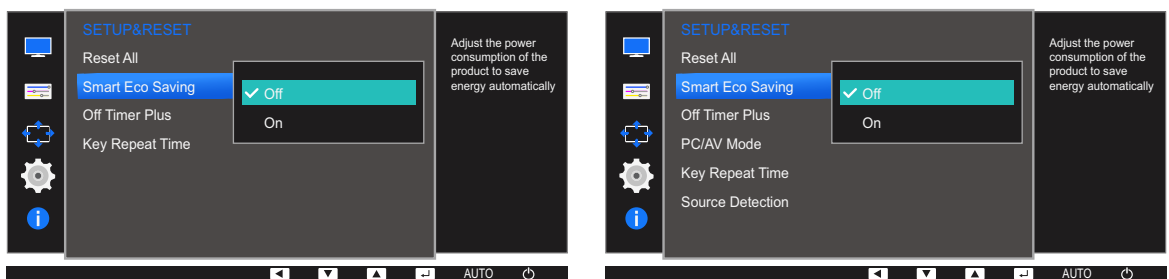 SETUP&RESET
Reset All
Smart Eco Saving
Off Timer Plus
Key Repeat Time
Off
On
Adjust the power
consumption of the
product to save
energy automatically
AUTO
SETUP&RESET
Reset All
Smart Eco Saving
Off Timer Plus
PC/AV Mode
Key Repeat Time
Source Detection
Off
On
Adjust the power
consumption of the
product to save
energy automatically
AUTO